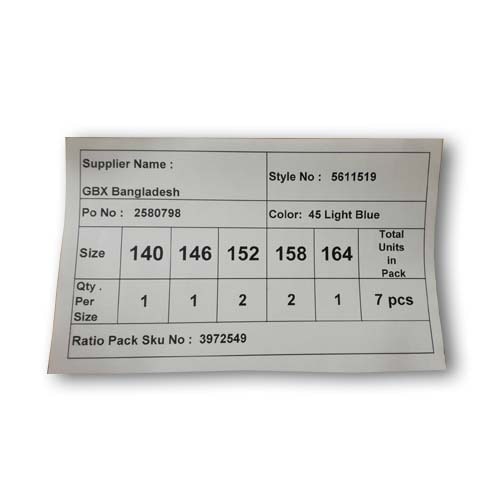 Supplier Name :
GBX Bangladesh
Style No : 5611519
Po No : 2580798
Color: 45 Light Blue
Size 140 146 152 158 164 Total Units in Pack
Qty . Per Size 1 1 2 2 1 7 pcs
Ratio Pack Sku No : 3972549